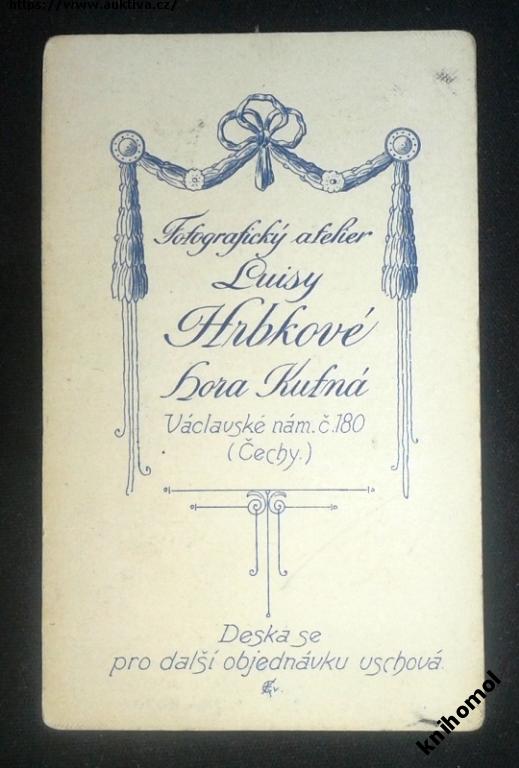 https://www.auktiva.cz/
Fotografický atelier
Luisy
Hrbkové
Hora Kutná
Václavské nám. č. 180
(Čechy.)
Deska se
pro další objednávku uschová.
knihomol